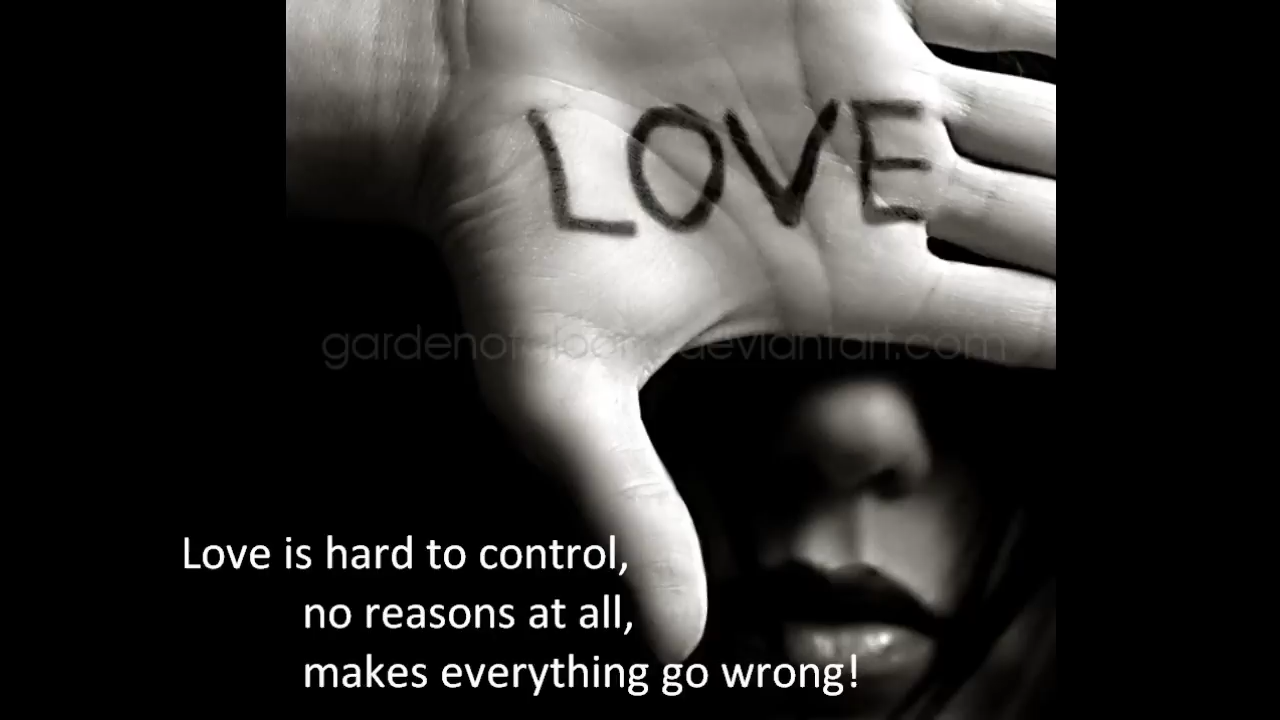 LOVE
Love is hard to control,
no reasons at all,
makes everything go wrong!